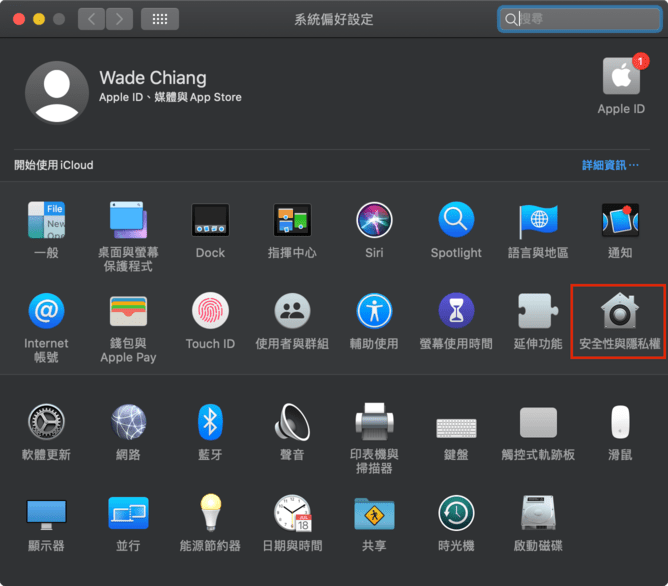 系統偏好設定
搜尋
Wade Chiang
Apple ID、媒體與 App Store
1
Apple ID
開始使用 iCloud
詳細資訊…
File
New
Ope
一般
桌面與螢幕
保護程式
Dock
指揮中心
Siri
Spotlight
語言與地區
通知
@
Internet
帳號
錢包與
Apple Pay
Touch ID
使用者與群組
輔助使用
螢幕使用時間
延伸功能
安全性與隱私權
軟體更新
網路
藍牙
聲音
印表機與
掃描器
鍵盤
觸控式軌跡板
滑鼠
JUL
18
顯示器
並行
能源節約器
日期與時間
共享
時光機
啟動磁碟